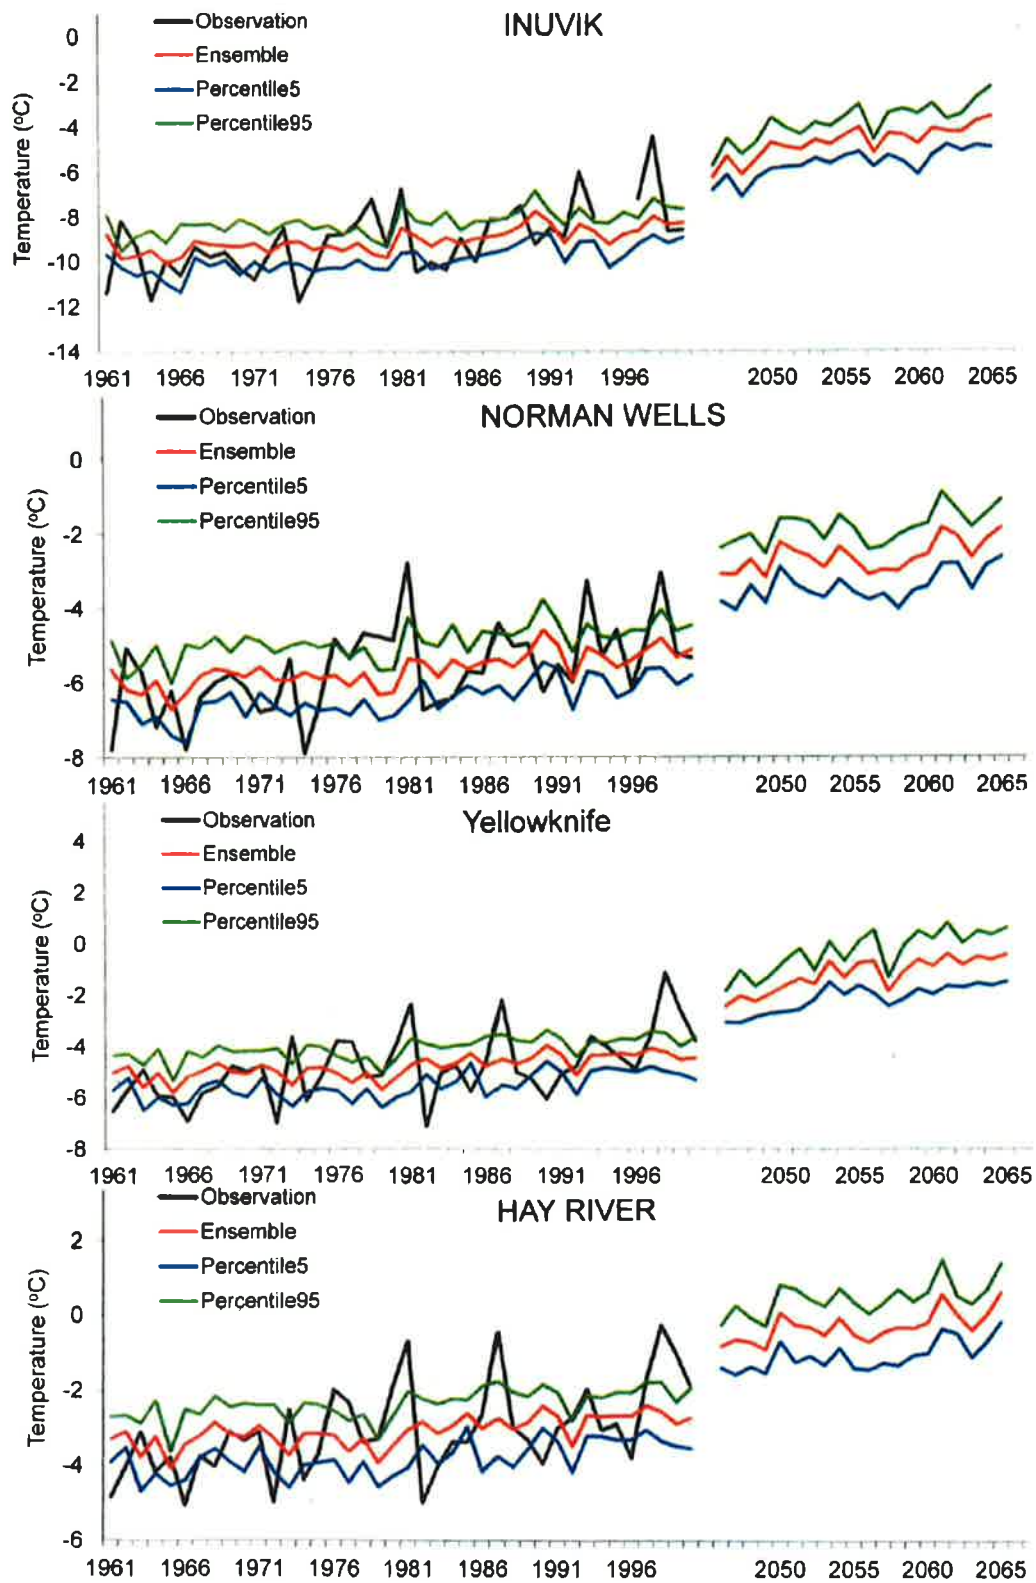 INUVIK
Observation
Ensemble
Percentile5
Percentile95
Temperature (ºC)
0
-2
-4
-6
-8
-10
-12
-14
1961 1966 1971 1976 1981 1986 1991 1996 2050 2055 2060 2065
NORMAN WELLS
Observation
Ensemble
Percentile5
Percentile95
Temperature (ºC)
0
-2
-4
-6
-8
1961 1966 1971 1976 1981 1986 1991 1996 2050 2055 2060 2065
Yellowknife
Observation
Ensemble
Percentile5
Percentile95
Temperature (ºC)
4
2
0
-2
-4
-6
-8
1961 1966 1971 1976 1981 1986 1991 1996 2050 2055 2060 2065
HAY RIVER
Observation
Ensemble
Percentile5
Percentile95
Temperature (ºC)
2
0
-2
-4
-6
1961 1966 1971 1976 1981 1986 1991 1996 2050 2055 2060 2065